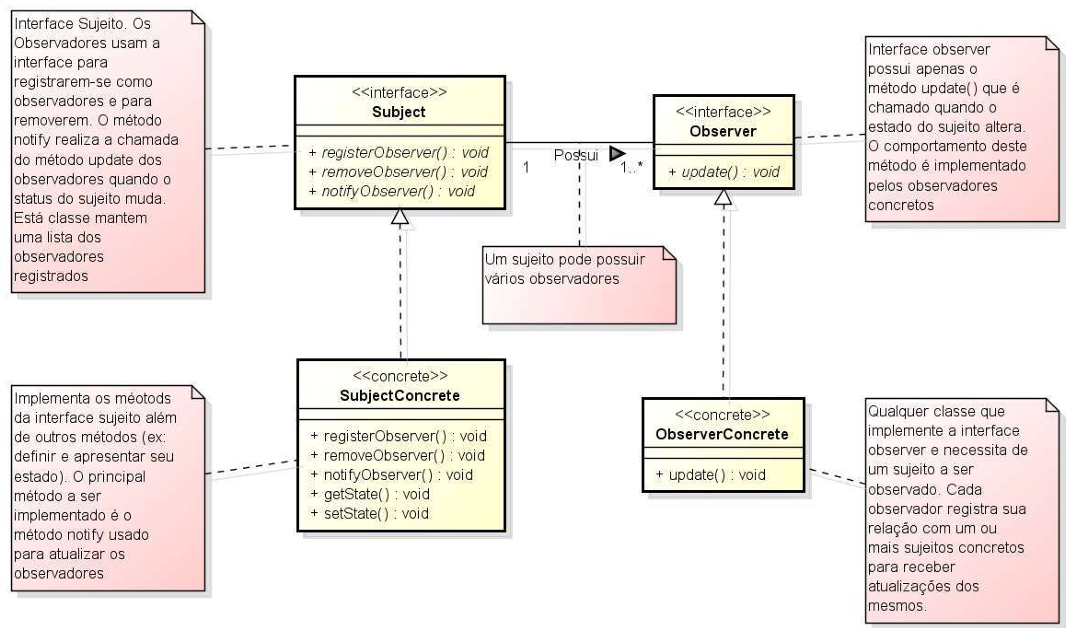 Interface Sujeito. Os
Observadores usam a
interface para
registrarem-se como
observadores e para
removerem. O método
notify realiza a chamada
do método update dos
observadores quando o
status do sujeito muda.
Está classe mantem
uma lista dos
observadores
registrados
<<interface>>
Subject
+ registerObserver() : void
+ removeObserver() : void
+ notifyObserver() : void
Possui
1
1..*
<<interface>>
Observer
+ update() : void
Interface observer
possui apenas o
método update() que é
chamado quando o
estado do sujeito altera.
O comportamento deste
método é implementado
pelos observadores
concretos
Um sujeito pode possuir
vários observadores
Implementa os méotods
da interface sujeito além
de outros métodos (ex:
definir e apresentar seu
estado). O principal
método a ser
implementado é o
método notify usado
para atualizar os
observadores
<<concrete>>
SubjectConcrete
+ registerObserver() : void
+ removeObserver() : void
+ notifyObserver() : void
+ getState() : void
+ setState() : void
<<concrete>>
ObserverConcrete
+ update() : void
Qualquer classe que
implemente a interface
observer e necessita de
um sujeito a ser
observado. Cada
observador registra sua
relação com um ou
mais sujeitos concretos
para receber
atualizações dos
mesmos.